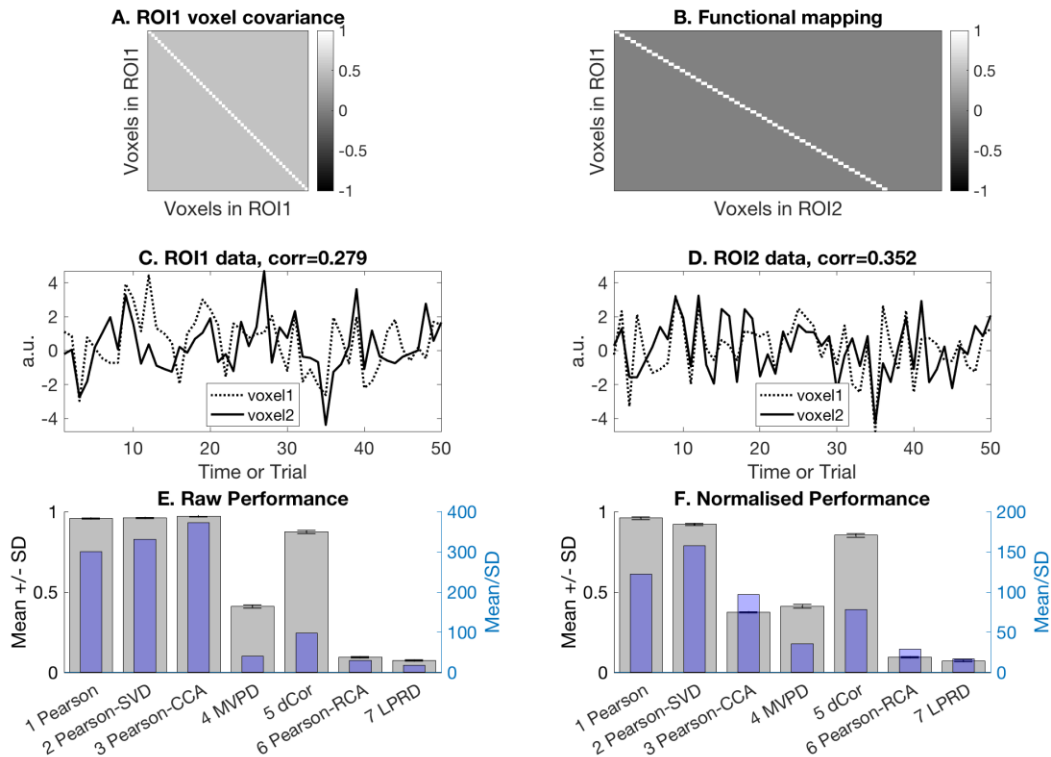 A. ROI1 voxel covariance
Voxels in ROI1
1
0.5
0
-0.5
-1
Voxels in ROI1
B. Functional mapping
Voxels in ROI1
1
0.5
0
-0.5
-1
Voxels in ROI2
C. ROI1 data, corr=0.279
a.u.
4
2
0
-2
-4
voxel1
voxel2
10 20 30 40 50
Time or Trial
D. ROI2 data, corr=0.352
a.u.
4
2
0
-2
-4
voxel1
voxel2
10 20 30 40 50
Time or Trial
E. Raw Performance
Mean +/- SD
1
0.5
0
400
300
200
100
0
Mean/SD
1 Pearson
2 Pearson-SVD
3 Pearson-CCA
4 MVPD
5 dCor
6 Pearson-RCA
7 LPRD
F. Normalised Performance
Mean +/- SD
1
0.5
0
200
150
100
50
0
Mean/SD
1 Pearson
2 Pearson-SVD
3 Pearson-CCA
4 MVPD
5 dCor
6 Pearson-RCA
7 LPRD